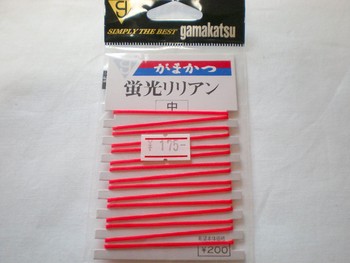 SIMPLY THE BEST gamakatsu
がまかつ
蛍光リリアン
中
¥175-
¥200